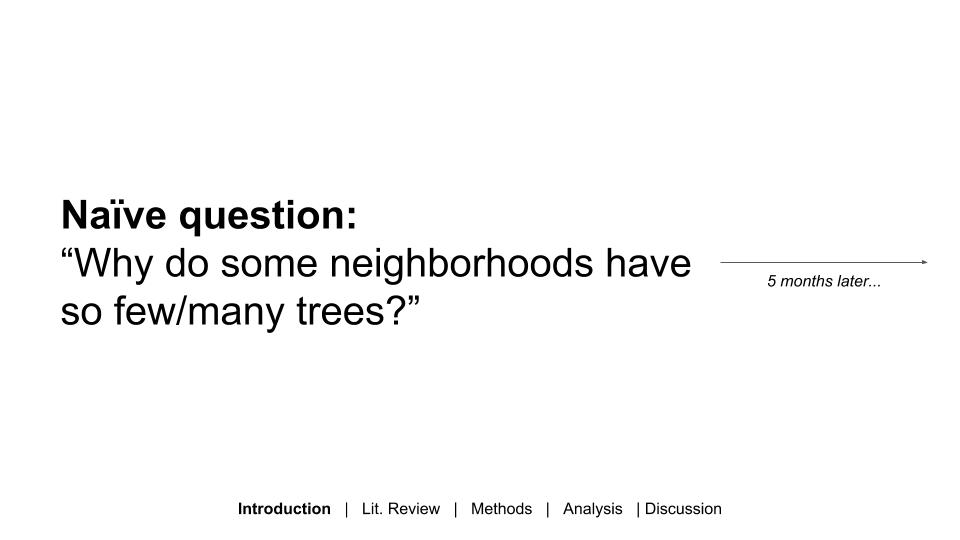 Naïve question:
“Why do some neighborhoods have
so few/many trees?”
5 months later...
Introduction | Lit. Review | Methods | Analysis | Discussion